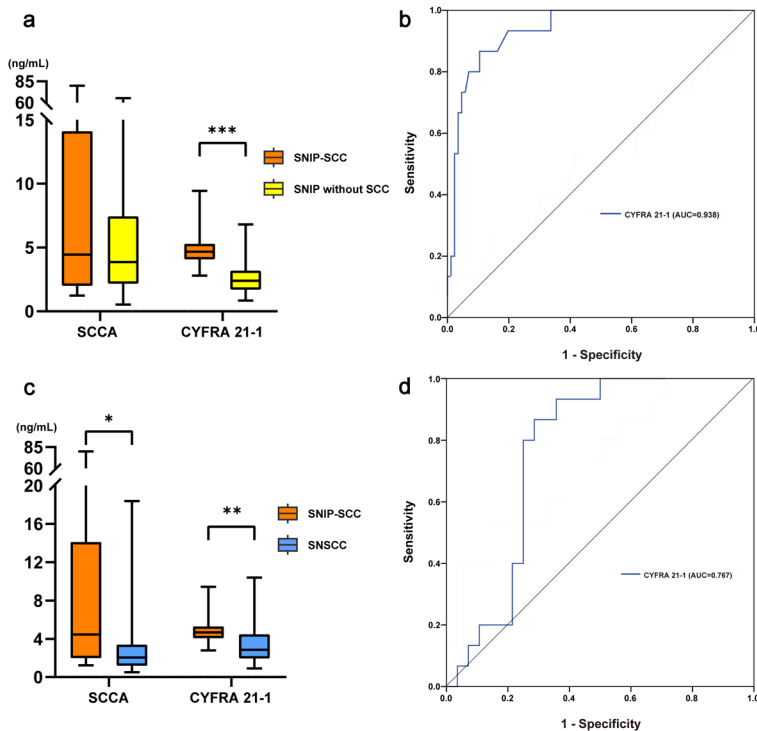 a
(ng/mL)
85
60
15
10
5
0
SCCA
CYFRA 21-1
***
SNIP-SCC
SNIP without SCC
b
Sensitivity
1.0
0.8
0.6
0.4
0.2
0.0
0.0 0.2 0.4 0.6 0.8 1.0
1 - Specificity
CYFRA 21-1 (AUC=0.938)
c
(ng/mL)
85
60
20
16
12
8
4
0
SCCA
CYFRA 21-1
*
**
SNIP-SCC
SNSCC
d
Sensitivity
1.0
0.8
0.6
0.4
0.2
0.0
0.0 0.2 0.4 0.6 0.8 1.0
1 - Specificity
CYFRA 21-1 (AUC=0.767)